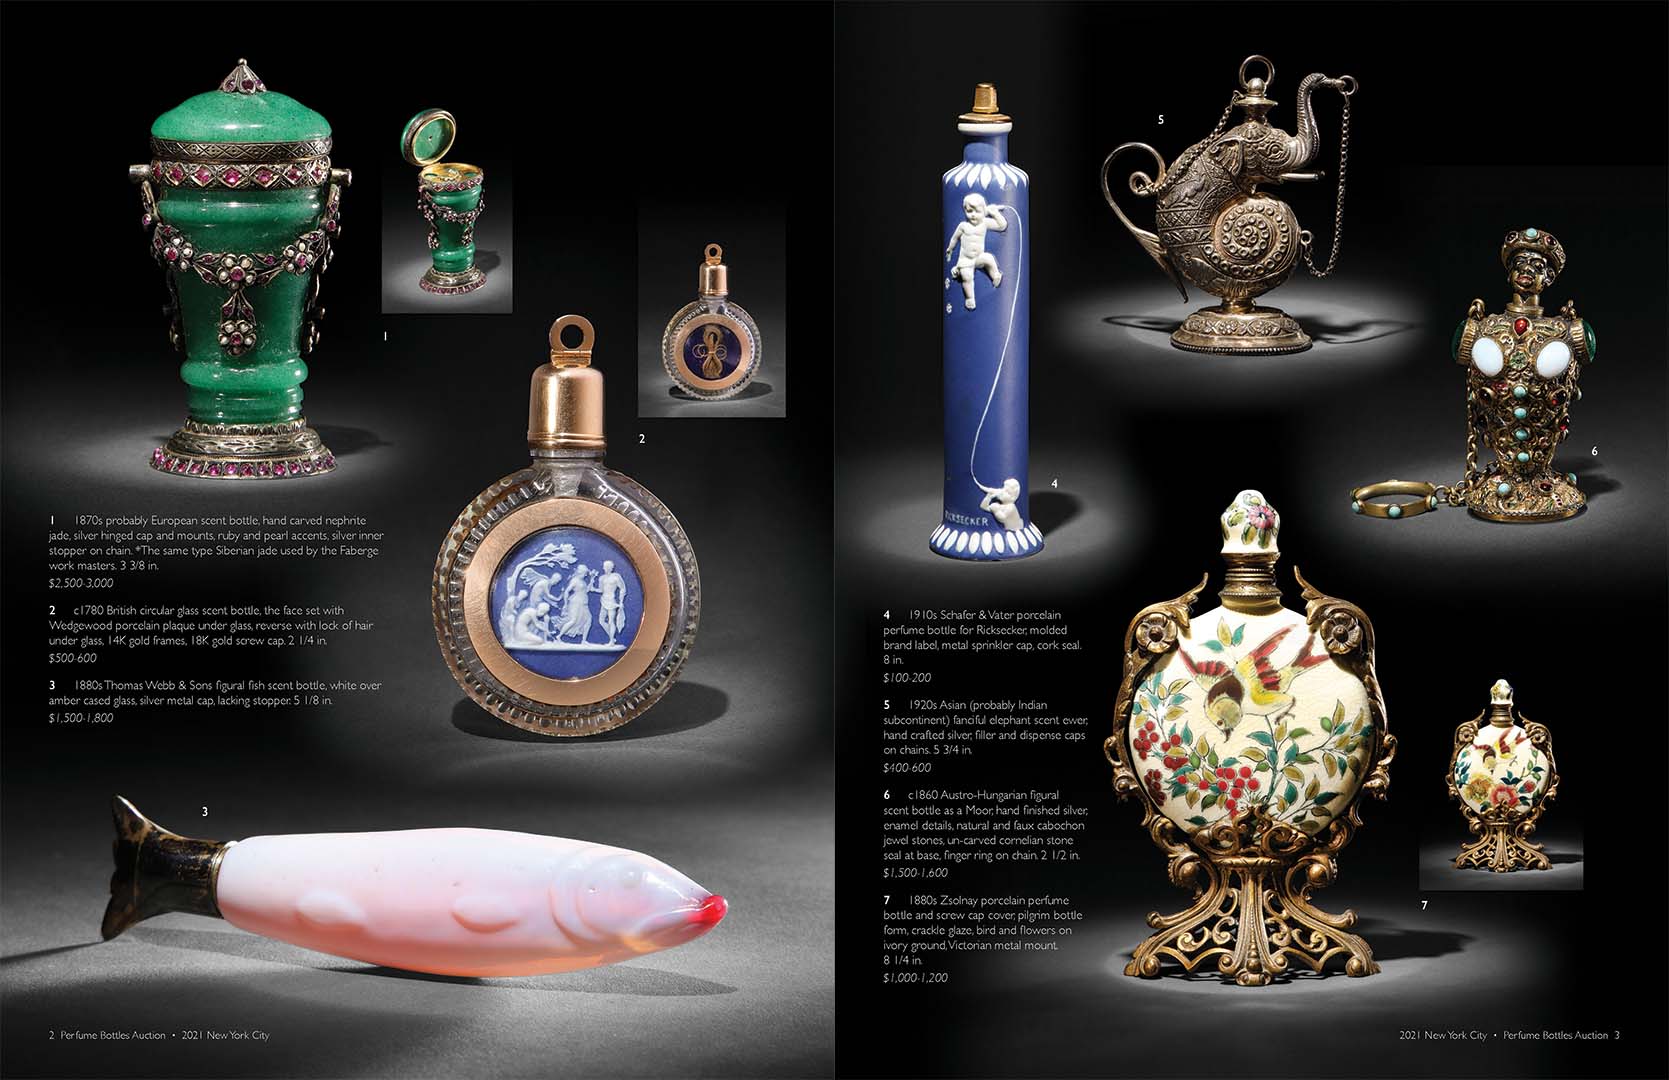 1
2
1 1870s probably European scent bottle, hand carved nephrite
jade, silver hinged cap and mounts, ruby and pearl accents, silver inner
stopper on chain. *The same type Siberian jade used by the Faberge
work masters. 3 3/8 in.
$2,500-3,000
2 c1780 British circular glass scent bottle, the face set with
Wedgewood porcelain plaque under glass, reverse with lock of hair
under glass, 14K gold frames, 18K gold screw cap. 2 1/4 in.
$500-600
3 1880s Thomas Webb & Sons figural fish scent bottle, white over
amber cased glass, silver metal cap, lacking stopper. 5 1/8 in.
$1,500-1,800
3
2 Perfume Bottles Auction • 2021 New York City
5
4
RICKSECKER
6
4 1910s Schafer & Vater porcelain
perfume bottle for Ricksecker, molded
brand label, metal sprinkler cap, cork seal.
8 in.
$100-200
5 1920s Asian (probably Indian
subcontinent) fanciful elephant scent ewer,
hand crafted silver, filler and dispense caps
on chains. 5 3/4 in.
$400-600
6 c1860 Austro-Hungarian figural
scent bottle as a Moor, hand finished silver,
enamel details, natural and faux cabochon
jewel stones, un-carved cornelian stone
seal at base, finger ring on chain. 2 1/2 in.
$1,500-1,600
7 1880s Zsolnay porcelain perfume
bottle and screw cap cover, pilgrim bottle
form, crackle glaze, bird and flowers on
ivory ground, Victorian metal mount.
8 1/4 in.
$1,000-1,200
7
2021 New York City • Perfume Bottles Auction 3